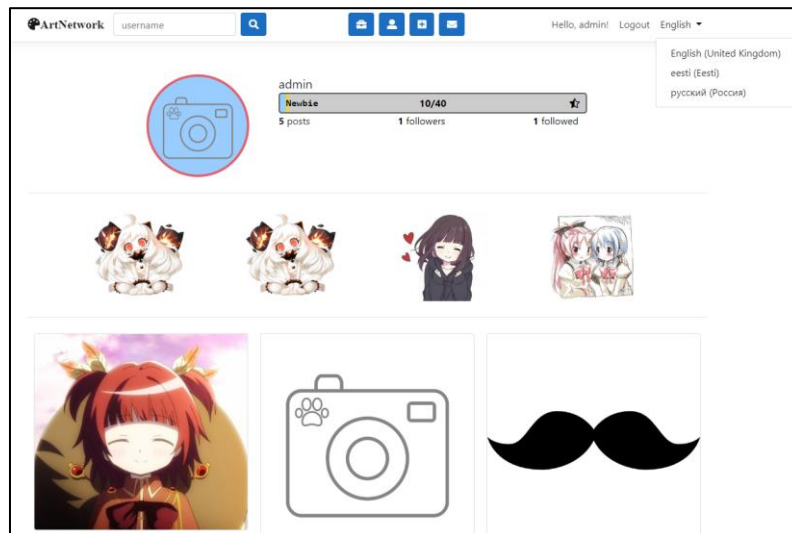 ArtNetwork username Hello, admin! Logout English
English (United Kingdom)
eesti (Eesti)
русский (Россия)
admin
Newbie 10/40
5 posts 1 followers 1 followed